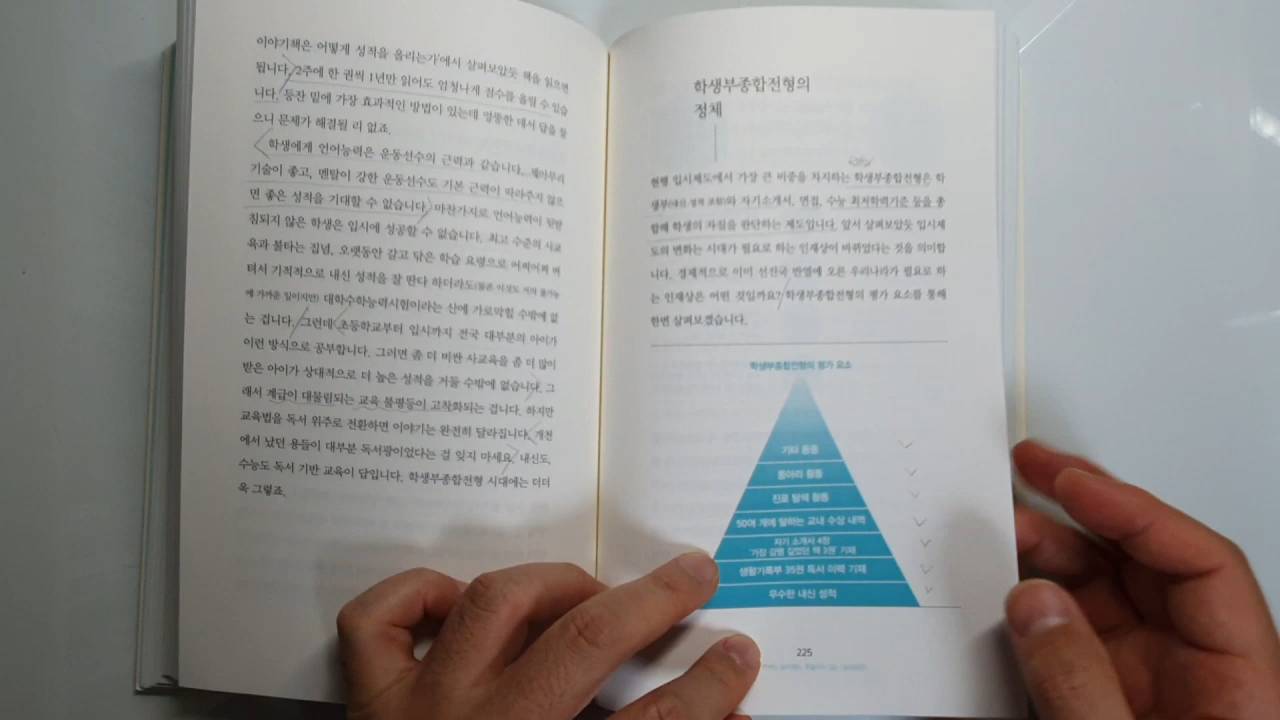 이야기책은 어떻게 성적을 올리는가'에서 살펴보았듯 책을 읽으면
됩니다. 2주에 한 권씩 1년만 읽어도 엄청나게 점수를 올릴 수 있습
니다. 등잔 밑에 가장 효과적인 방법이 있는데 엉뚱한 데서 답을 찾
으니 문제가 해결될 리 없죠.
학생에게 언어능력은 운동선수의 근력과 같습니다. 제아무리
기술이 좋고, 멘탈이 강한 운동선수도 기본 근력이 따라주지 않으
면 좋은 성적을 기대할 수 없습니다. 마찬가지로 언어능력이 뒷받
침되지 않은 학생은 입시에 성공할 수 없습니다. 최고 수준의 사교
육과 불타는 집념, 오랫동안 갈고 닦은 학습 요령으로 어찌어찌 버
텨서 기적적으로 내신 성적을 잘 딴다 하더라도(물론 이것도 거의 불가능
에 가까운 일이지만) 대학수학능력시험이라는 산에 가로막힐 수밖에 없
는 겁니다. 그런데 초등학교부터 입시까지 전국 대부분의 아이가
이런 방식으로 공부합니다. 그러면 좀 더 비싼 사교육을 좀 더 많이
받은 아이가 상대적으로 더 높은 성적을 거둘 수밖에 없습니다. 그
래서 계급이 대물림되는 교육 불평등이 고착화되는 겁니다. 하지만
교육법을 독서 위주로 전환하면 이야기는 완전히 달라집니다. 개천
에서 났던 용들이 대부분 독서광이었다는 걸 잊지 마세요. 내신도,
수능도 독서 기반 교육이 답입니다. 학생부종합전형 시대에는 더더
욱 그렇죠.
학생부종합전형의
정체
현행 입시제도에서 가장 큰 비중을 차지하는 학생부종합전형은 학
생부(내신 성적 포함)와 자기소개서, 면접, 수능 최저학력기준 등을 종
합해 학생의 자질을 판단하는 제도입니다. 앞서 살펴보았듯 입시제
도의 변화는 시대가 필요로 하는 인재상이 바뀌었다는 것을 의미합
니다. 경제적으로 이미 선진국 반열에 오른 우리나라가 필요로 하
는 인재상은 어떤 것일까요? 학생부종합전형의 평가 요소를 통해
한번 살펴보겠습니다.
학생부종합전형의 평가 요소
기타 등등
동아리 활동
진로 탐색 활동
50여 개에 달하는 교내 수상 내역
자기 소개서 4장
'가장 감명 깊었던 책 3권' 기재
생활기록부 35권 독서 이력 기재
우수한 내신 성적
225